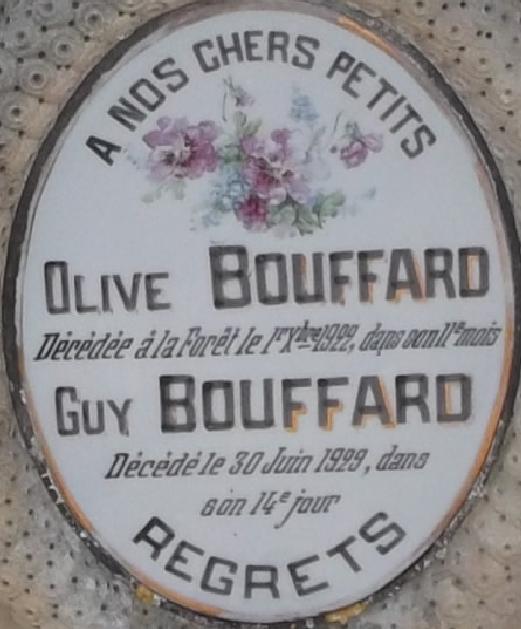 A NOS CHERS PETITS
OLIVE BOUFFARD
Décédée à la Forêt le 1er Xbre 1922, dans son 11e mois
GUY BOUFFARD
Décédé le 30 Juin 1929, dans
son 14e jour
REGRETS